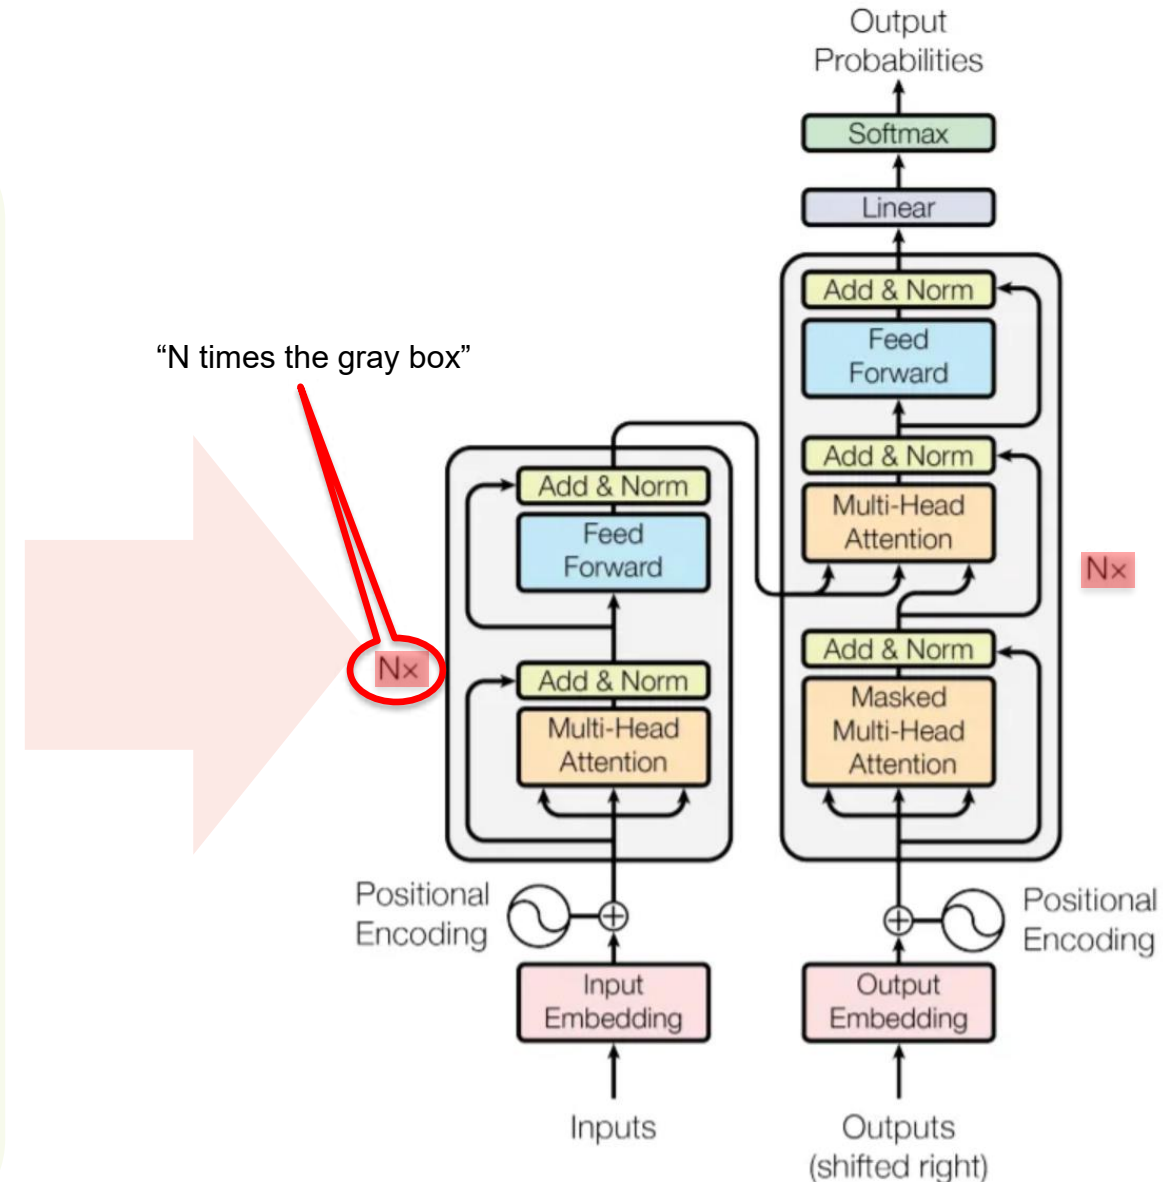 Output
Probabilities
Softmax
Linear
Add & Norm
Feed
Forward
Add & Norm
Multi-Head
Attention
N×
Add & Norm
Masked
Multi-Head
Attention
“N times the gray box”
Add & Norm
Feed
Forward
N×
Add & Norm
Multi-Head
Attention
Positional
Encoding
Positional
Encoding
Input
Embedding
Output
Embedding
Inputs
Outputs
(shifted right)